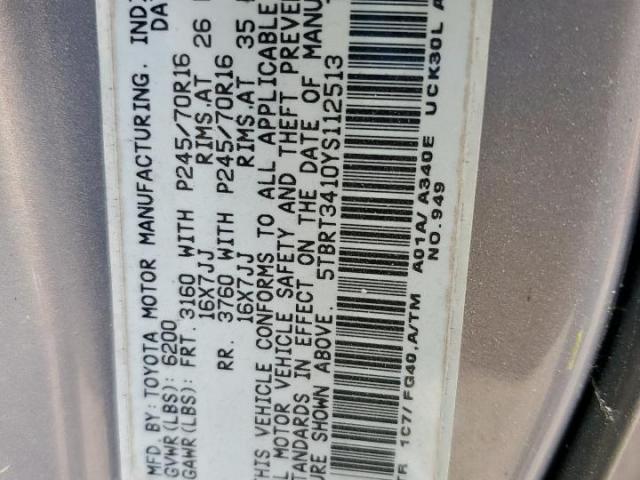 MFD.BY:TOYOTA MOTOR MANUFACTURING, IND
DA
GVWR(LBS): 6200
GAWR(LBS): FRT. 3160 WITH P245/70R16
16X7JJ RIMS.AT 26
RR. 3760 WITH P245/70R16
16X7JJ RIMS.AT 35
THIS VEHICLE CONFORMS TO ALL APPLICABLE
L MOTOR VEHICLE SAFETY AND THEFT PREVE
TANDARDS IN EFFECT ON THE DATE OF MANU
URE SHOWN ABOVE. 5TBRT3410YS112513
TR 1C7/ FG40,A/TM A01A/ A340E UCK30L A
NO.949